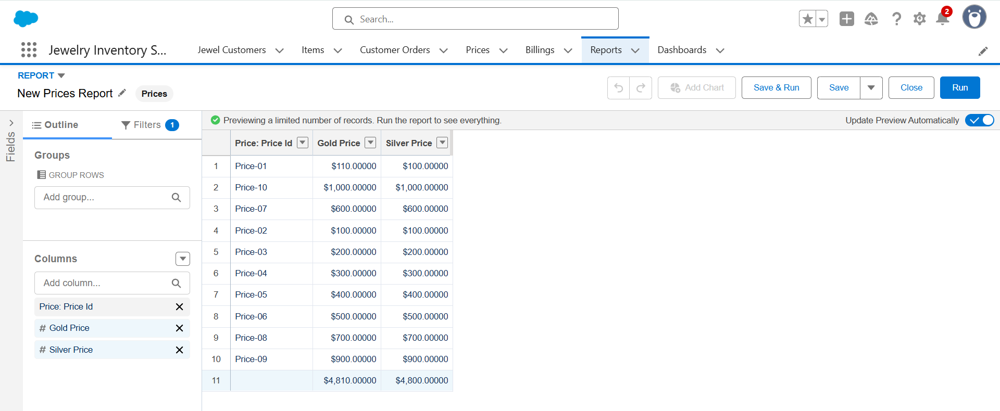 Search...
2
Jewelry Inventory S...
Jewel Customers
Items
Customer Orders
Prices
Billings
Reports
Dashboards
REPORT
New Prices Report
Prices
Add Chart
Save & Run
Save
Close
Run
Fields
Outline
Filters 1
Previewing a limited number of records. Run the report to see everything.
Update Preview Automatically
Groups
GROUP ROWS
Add group...
Columns
Add column...
Price: Price Id
# Gold Price
# Silver Price
Price: Price Id Gold Price Silver Price
1 Price-01 $110.00000 $100.00000
2 Price-10 $1,000.00000 $1,000.00000
3 Price-07 $600.00000 $600.00000
4 Price-02 $100.00000 $100.00000
5 Price-03 $200.00000 $200.00000
6 Price-04 $300.00000 $300.00000
7 Price-05 $400.00000 $400.00000
8 Price-06 $500.00000 $500.00000
9 Price-08 $700.00000 $700.00000
10 Price-09 $900.00000 $900.00000
11 $4,810.00000 $4,800.00000